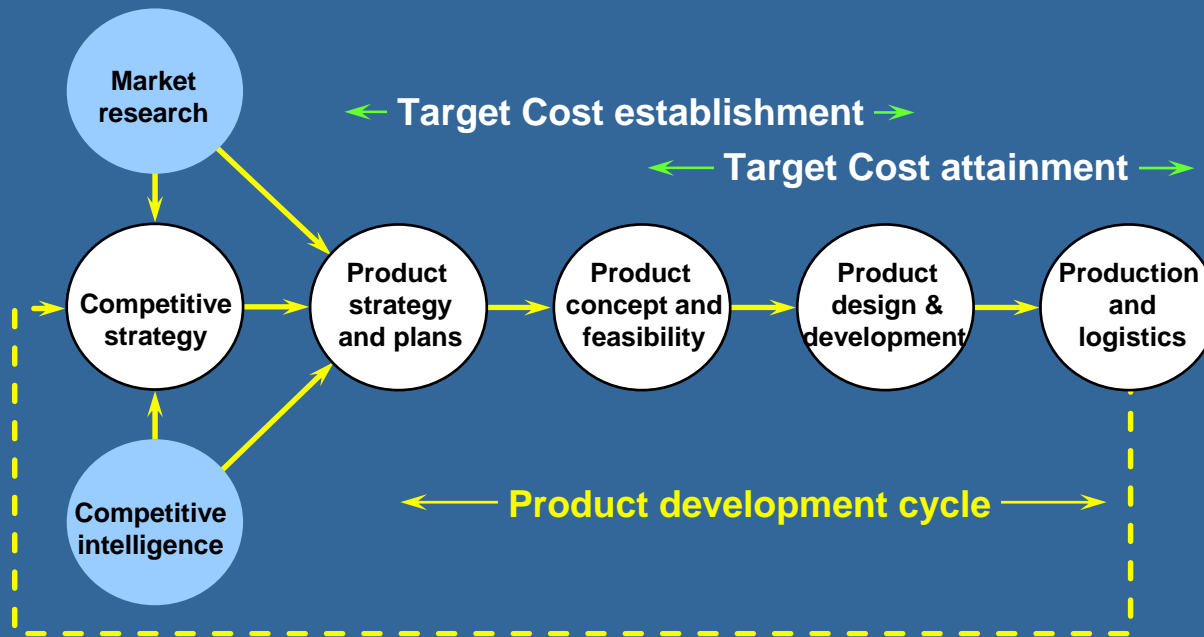 Market
research
Target Cost establishment
Target Cost attainment
Competitive
strategy
Product
strategy
and plans
Product
concept and
feasibility
Product
design &
development
Production
and
logistics
Competitive
intelligence
Product development cycle